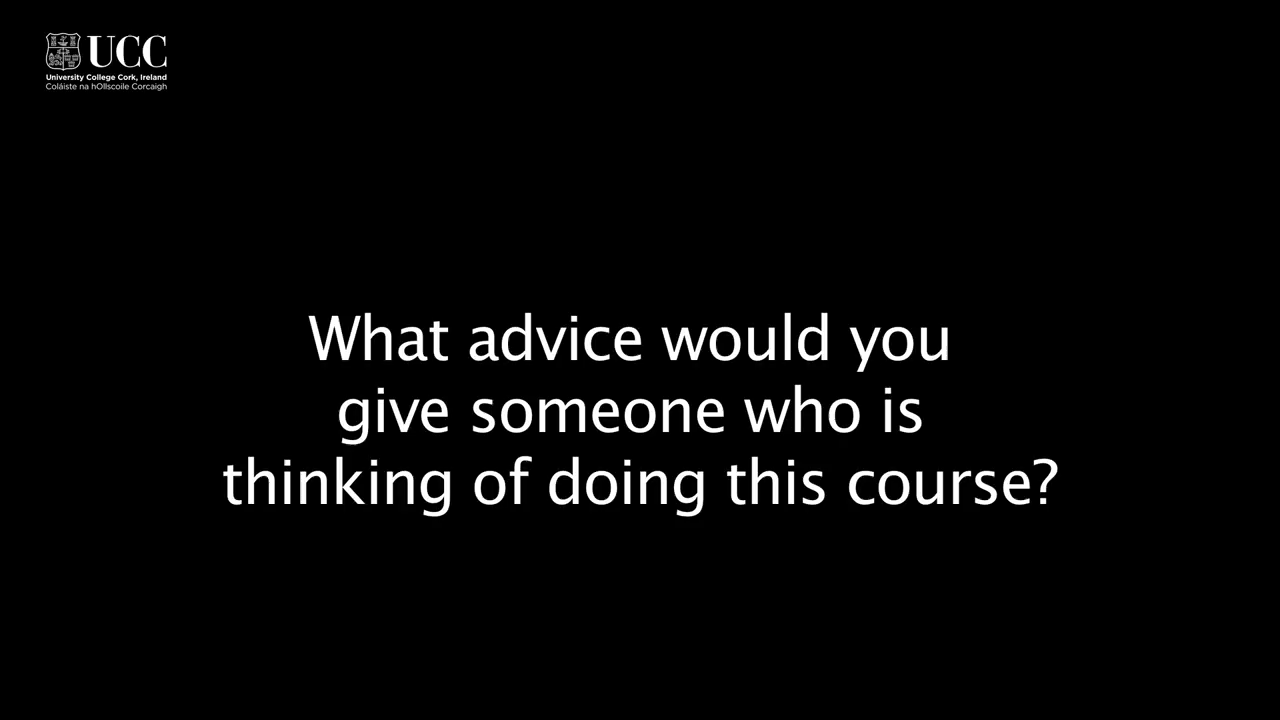 UCC
University College Cork, Ireland
Coláiste na hOllscoile Corcaigh
What advice would you
give someone who is
thinking of doing this course?